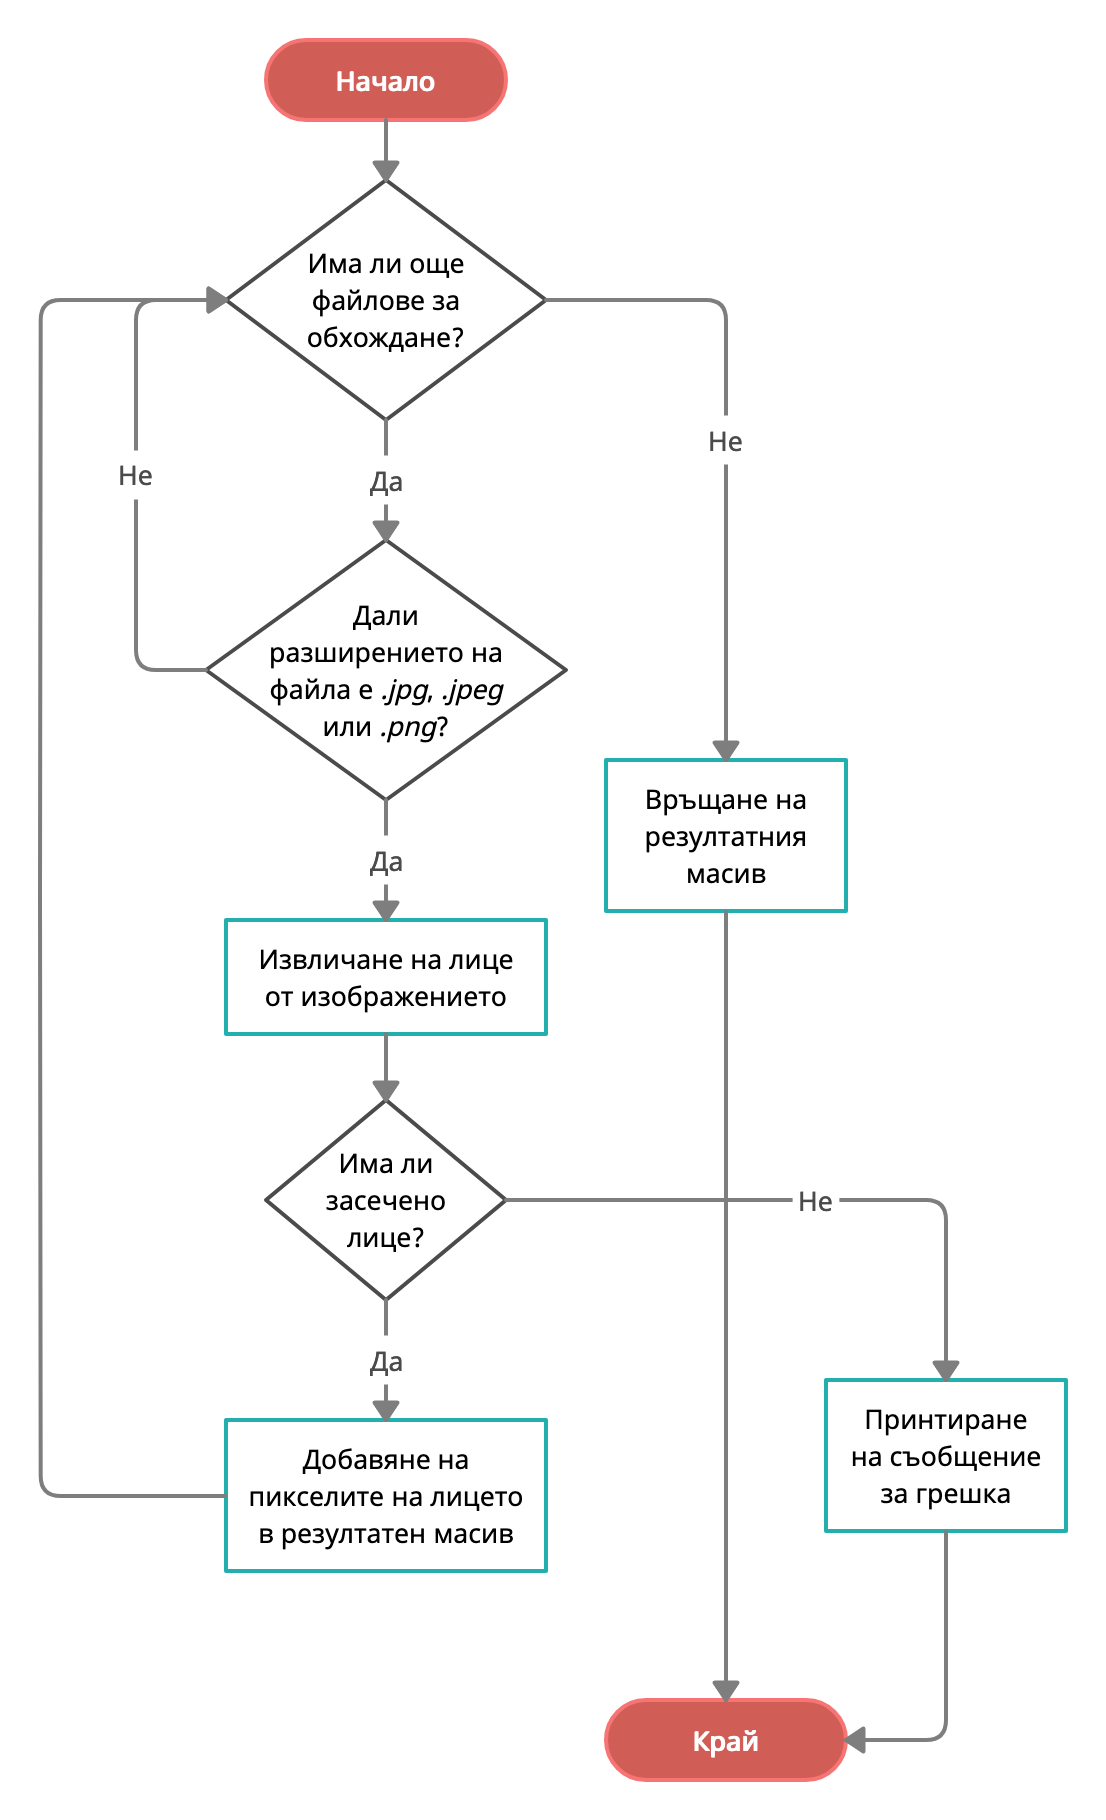 Начало
Има ли още
файлове за
обхождане?
Не
Не
Да
Дали
разширението на
файла е .jpg, .jpeg
или .png?
Връщане на
резултатния
масив
Да
Извличане на лице
от изображението
Има ли
засечено
лице?
Не
Да
Принтиране
на съобщение
за грешка
Добавяне на
пикселите на лицето
в резултатен масив
Край